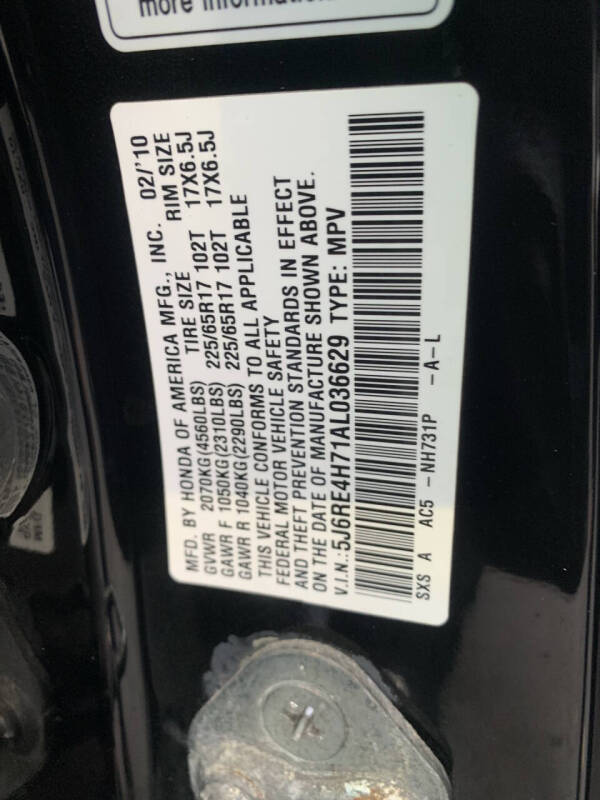 more information.
MFD. BY HONDA OF AMERICA MFG., INC. 02/'10
GVWR 2070KG(4560LBS) TIRE SIZE RIM SIZE
GAWR F 1050KG(2310LBS) 225/65R17 102T 17X6.5J
GAWR R 1040KG(2290LBS) 225/65R17 102T 17X6.5J
THIS VEHICLE CONFORMS TO ALL APPLICABLE
FEDERAL MOTOR VEHICLE SAFETY
AND THEFT PREVENTION STANDARDS IN EFFECT
ON THE DATE OF MANUFACTURE SHOWN ABOVE.
V.I.N.:5J6RE4H71AL036629 TYPE: MPV
SXS A AC5 -NH731P -A-L